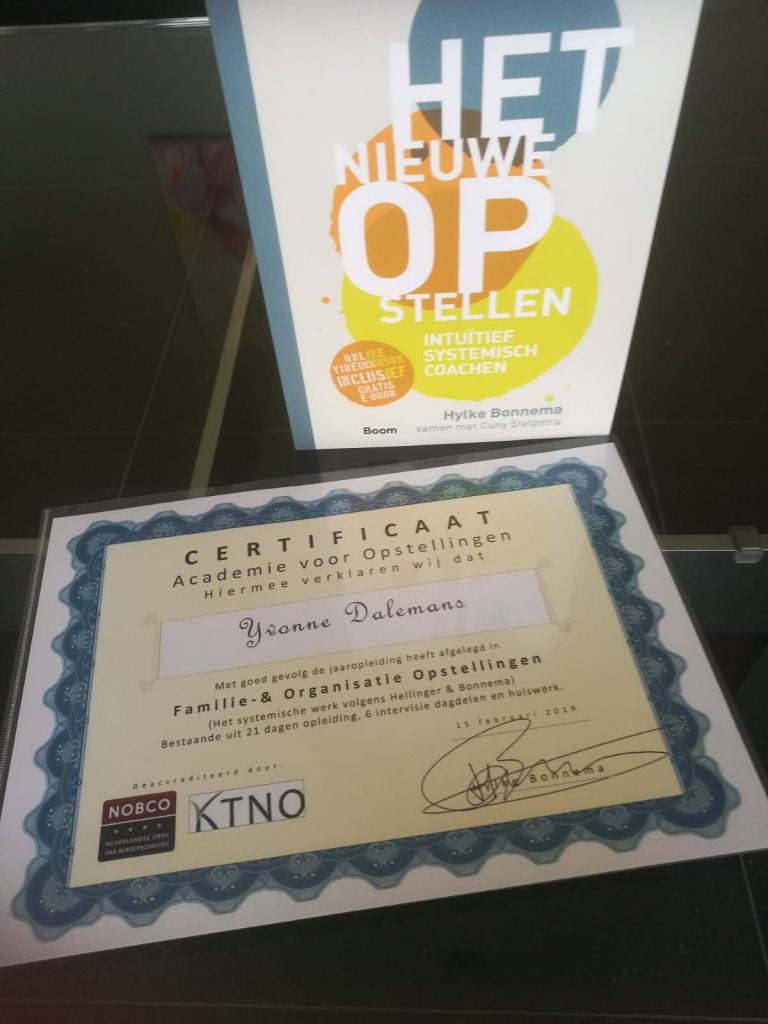 HET
NIEUWE
OP
STELLEN
INTUÏTIEF
SYSTEMISCH
COACHEN
ONLINE
VIDEOCURSUS
INCLUSIEF
GRATIS
E-BOOK
Hylke Bonnema
Boom
samen met Cuny Stelpstra
CERTIFICAAT
Academie voor Opstellingen
Hiermee verklaren wij dat
Yvonne Dalemans
Met goed gevolg de jaaropleiding heeft afgelegd in
Familie-& Organisatie Opstellingen
(Het systemische werk volgens Hellinger & Bonnema)
Bestaande uit 21 dagen opleiding, 6 intervisie dagdelen en huiswerk.
15 februari 2019
Hylke Bonnema
Geaccrediteerd door:
NOBCO
NEDERLANDSE ORDE
VAN BEROEPSCOACHES
KTNO